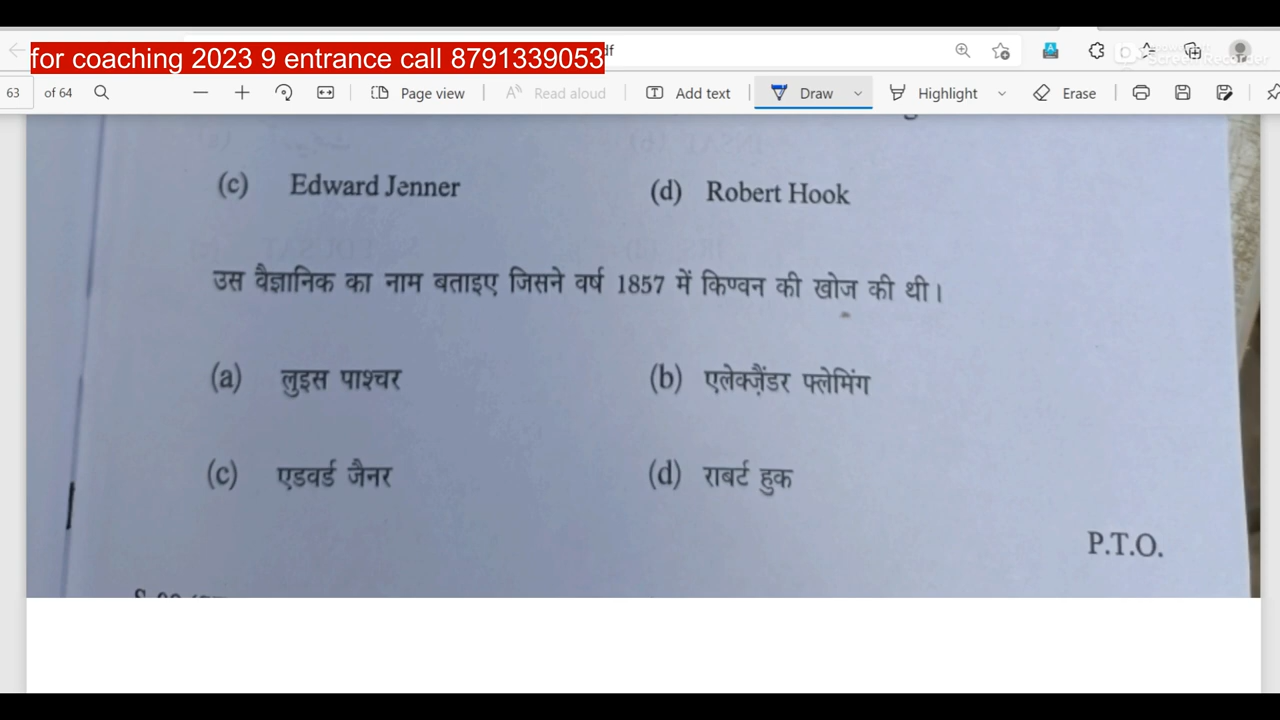 for coaching 2023 9 entrance call 8791339053 df
63 of 64 Page view Read aloud Add text Draw Highlight Erase
(c) Edward Jenner (d) Robert Hook
उस वैज्ञानिक का नाम बताइए जिसने वर्ष 1857 में किण्वन की खोज की थी।
(a) लुइस पाश्चर (b) एलेक्ज़ैंडर फ्लेमिंग
(c) एडवर्ड जैनर (d) राबर्ट हुक
P.T.O.